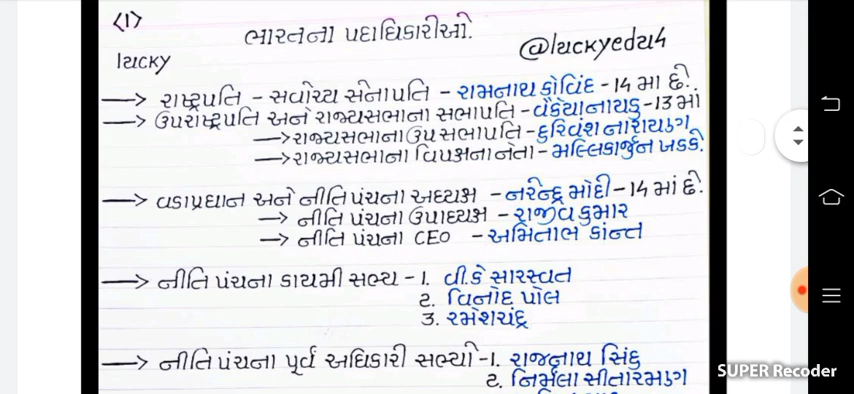 <1>
ભારતના પદાધિકારીઓ.
@luckyedu4
lucky
→ રાષ્ટ્રપતિ - સર્વોચ્ચ સેનાપતિ - રામનાથ કોવિંદ - 14 મા છે.
→ ઉપરાષ્ટ્રપતિ અને રાજ્યસભાના સભાપતિ - વૈંકૈયા નાયડુ - 13 મા
→ રાજ્યસભાના ઉપસભાપતિ - હરિવંશ નારાયણ
→ રાજ્યસભાના વિપક્ષના નેતા - મલ્લિકાર્જુન ખડકે.
→ વડાપ્રધાન અને નીતિ પંચના અધ્યક્ષ - નરેન્દ્ર મોદી - 14 માં છે.
→ નીતિ પંચના ઉપાધ્યક્ષ - રાજીવ કુમાર
→ નીતિ પંચના CEO - અમિતાભ કાંન્ત
→ નીતિ પંચના કાયમી સભ્ય - 1. વી.કે સારસ્વત
2. વિનોદ પોલ
3. રમેશચંદ્ર
→ નીતિ પંચના પૂર્વ અધિકારી સભ્યો - 1. રાજનાથ સિંહ
2. નિર્મલા સીતારમણ
SUPER Recoder